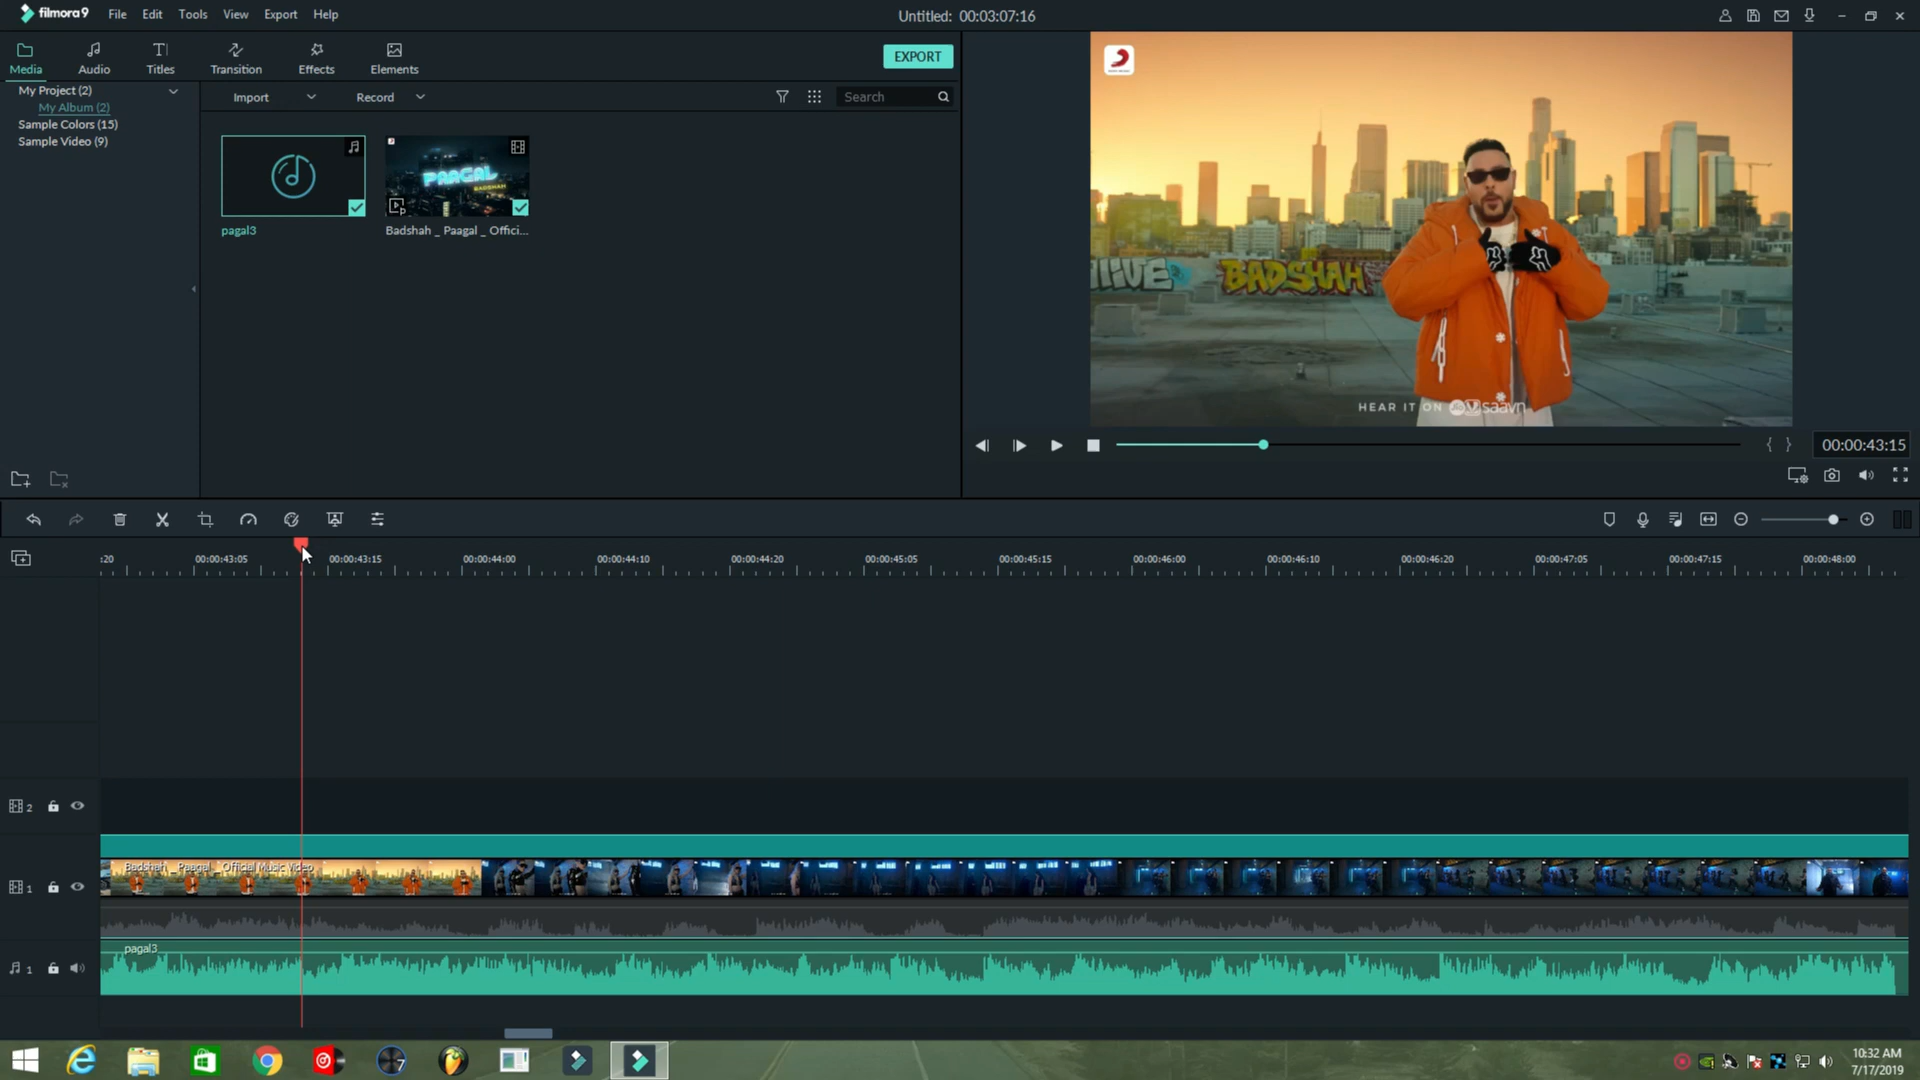 filmora9 File Edit Tools View Export Help
Untitled: 00:03:07:16
Media Audio Titles Transition Effects Elements
EXPORT
My Project (2)
My Album (2)
Sample Colors (15)
Sample Video (9)
Import Record Search
PAAGAL
BADSHAH
pagal3
Badshah _ Paagal _ Offici...
BADSHAH
HEAR IT ON saavn
00:00:43:15
:20 00:00:43:05 00:00:43:15 00:00:44:00 00:00:44:10 00:00:44:20 00:00:45:05 00:00:45:15 00:00:46:00 00:00:46:10 00:00:46:20 00:00:47:05 00:00:47:15 00:00:48:00
2
Badshah _ Paagal _ Official Music Video
1
pagal3
1
7
10:32 AM
7/17/2019